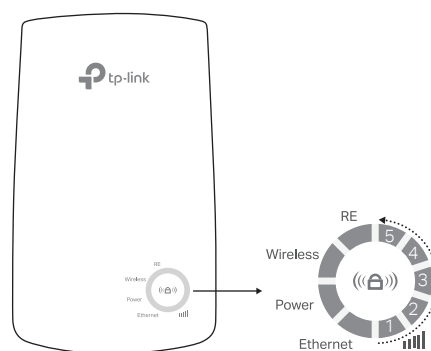 tp-link
RE
Wireless
Power
Ethernet
RE
Wireless
Power
Ethernet
5
4
3
2
1